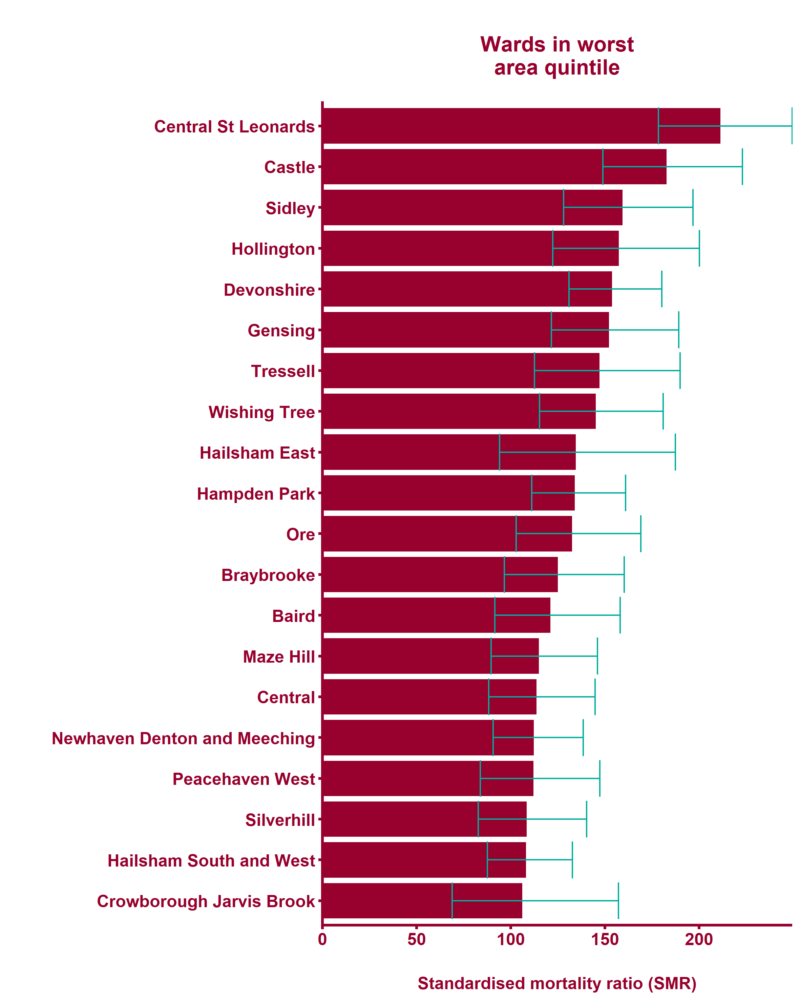 Wards in worst
area quintile
Central St Leonards
Castle
Sidley
Hollington
Devonshire
Gensing
Tressell
Wishing Tree
Hailsham East
Hampden Park
Ore
Braybrooke
Baird
Maze Hill
Central
Newhaven Denton and Meeching
Peacehaven West
Silverhill
Hailsham South and West
Crowborough Jarvis Brook
0 50 100 150 200
Standardised mortality ratio (SMR)